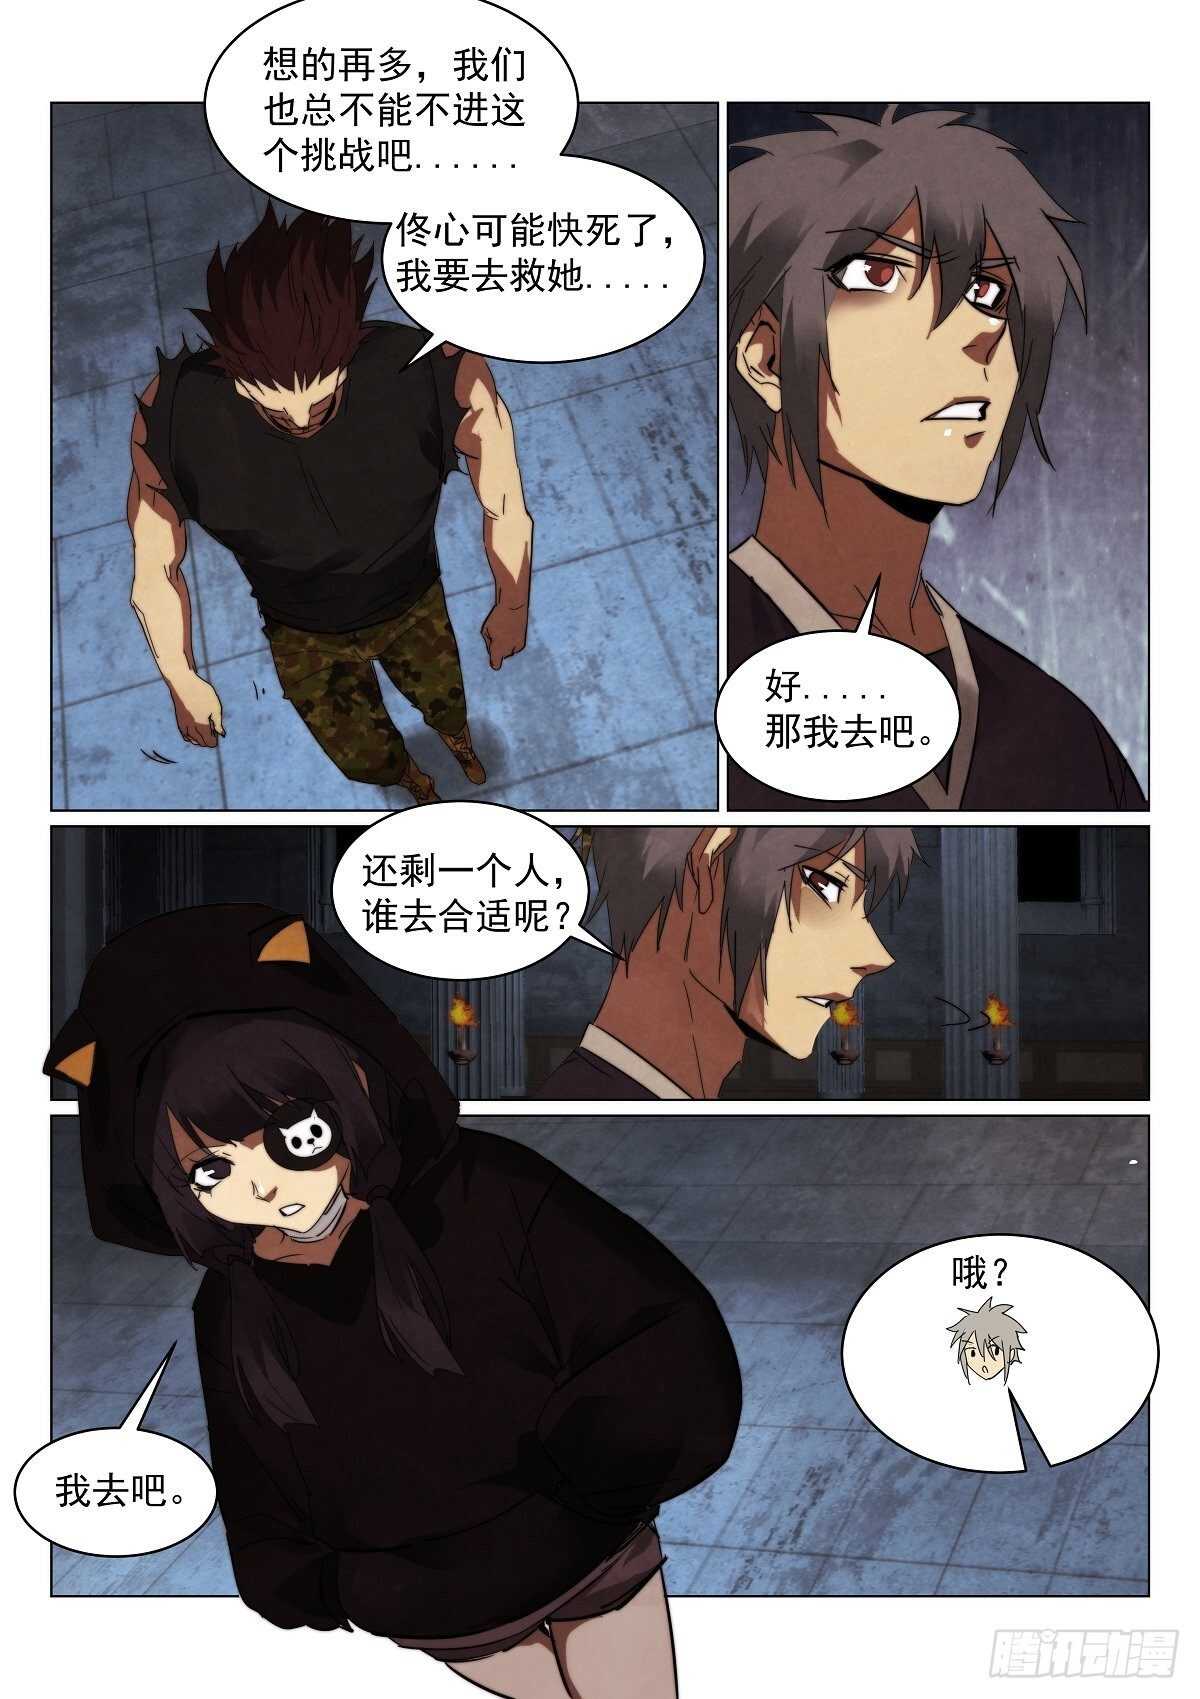 想的再多，我们
也总不能不进这
个挑战吧......
佟心可能快死了，
我要去救她.....
好.....
那我去吧。
还剩一个人，
谁去合适呢？
哦？
我去吧。
腾讯动漫